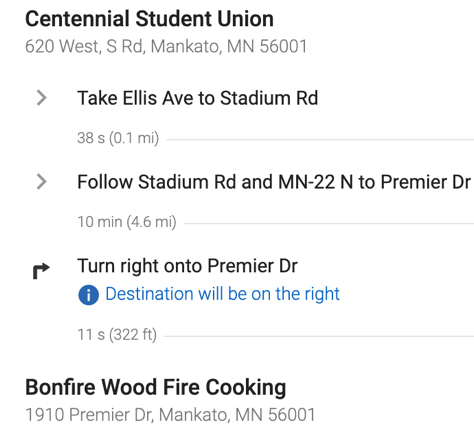 Centennial Student Union
620 West, S Rd, Mankato, MN 56001
Take Ellis Ave to Stadium Rd
38 s (0.1 mi)
Follow Stadium Rd and MN-22 N to Premier Dr
10 min (4.6 mi)
Turn right onto Premier Dr
Destination will be on the right
11 s (322 ft)
Bonfire Wood Fire Cooking
1910 Premier Dr, Mankato, MN 56001